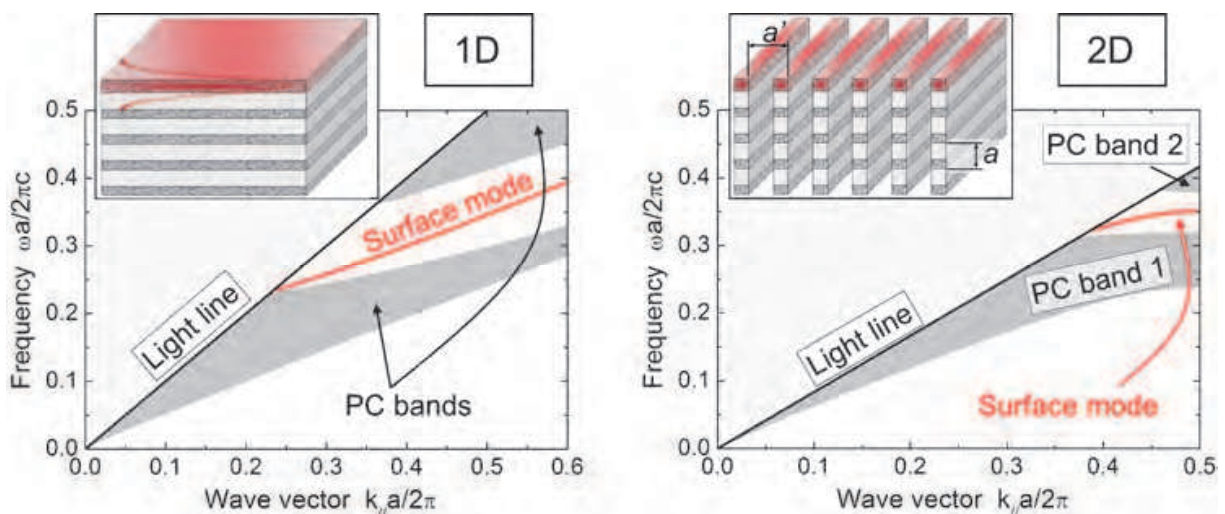 1D
Frequency ωa/2πc
0.5
0.4
0.3
0.2
0.1
0.0
Light line
Surface mode
PC bands
0.0 0.1 0.2 0.3 0.4 0.5 0.6
Wave vector k//a/2π
2D
a'
a
Frequency ωa/2πc
0.5
0.4
0.3
0.2
0.1
0.0
PC band 2
PC band 1
Light line
Surface mode
0.0 0.1 0.2 0.3 0.4 0.5
Wave vector k//a/2π